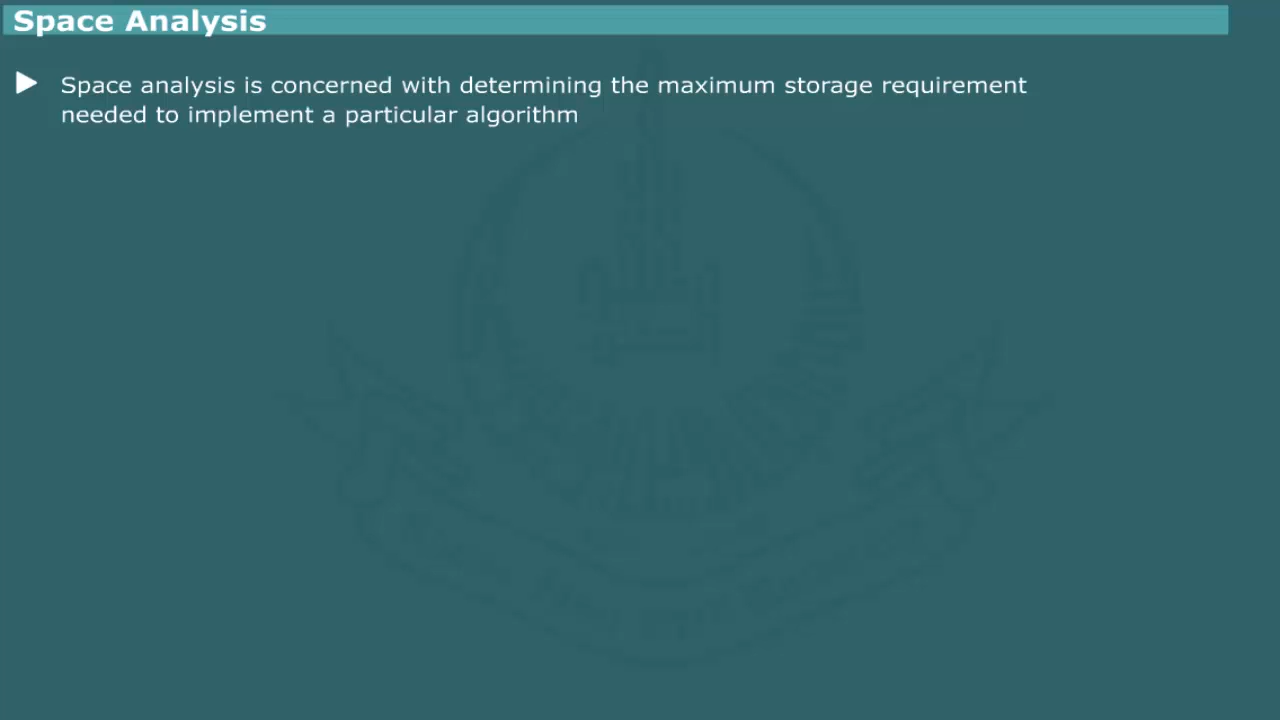 Space Analysis
Space analysis is concerned with determining the maximum storage requirement
needed to implement a particular algorithm